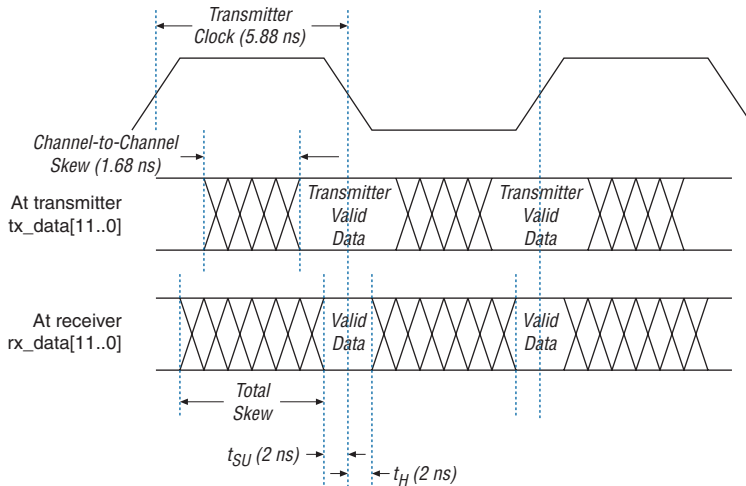 Transmitter
Clock (5.88 ns)
Channel-to-Channel
Skew (1.68 ns)
At transmitter
tx_data[11..0]
Transmitter
Valid
Data
Transmitter
Valid
Data
At receiver
rx_data[11..0]
Valid
Data
Valid
Data
Total
Skew
tSU (2 ns)
tH (2 ns)